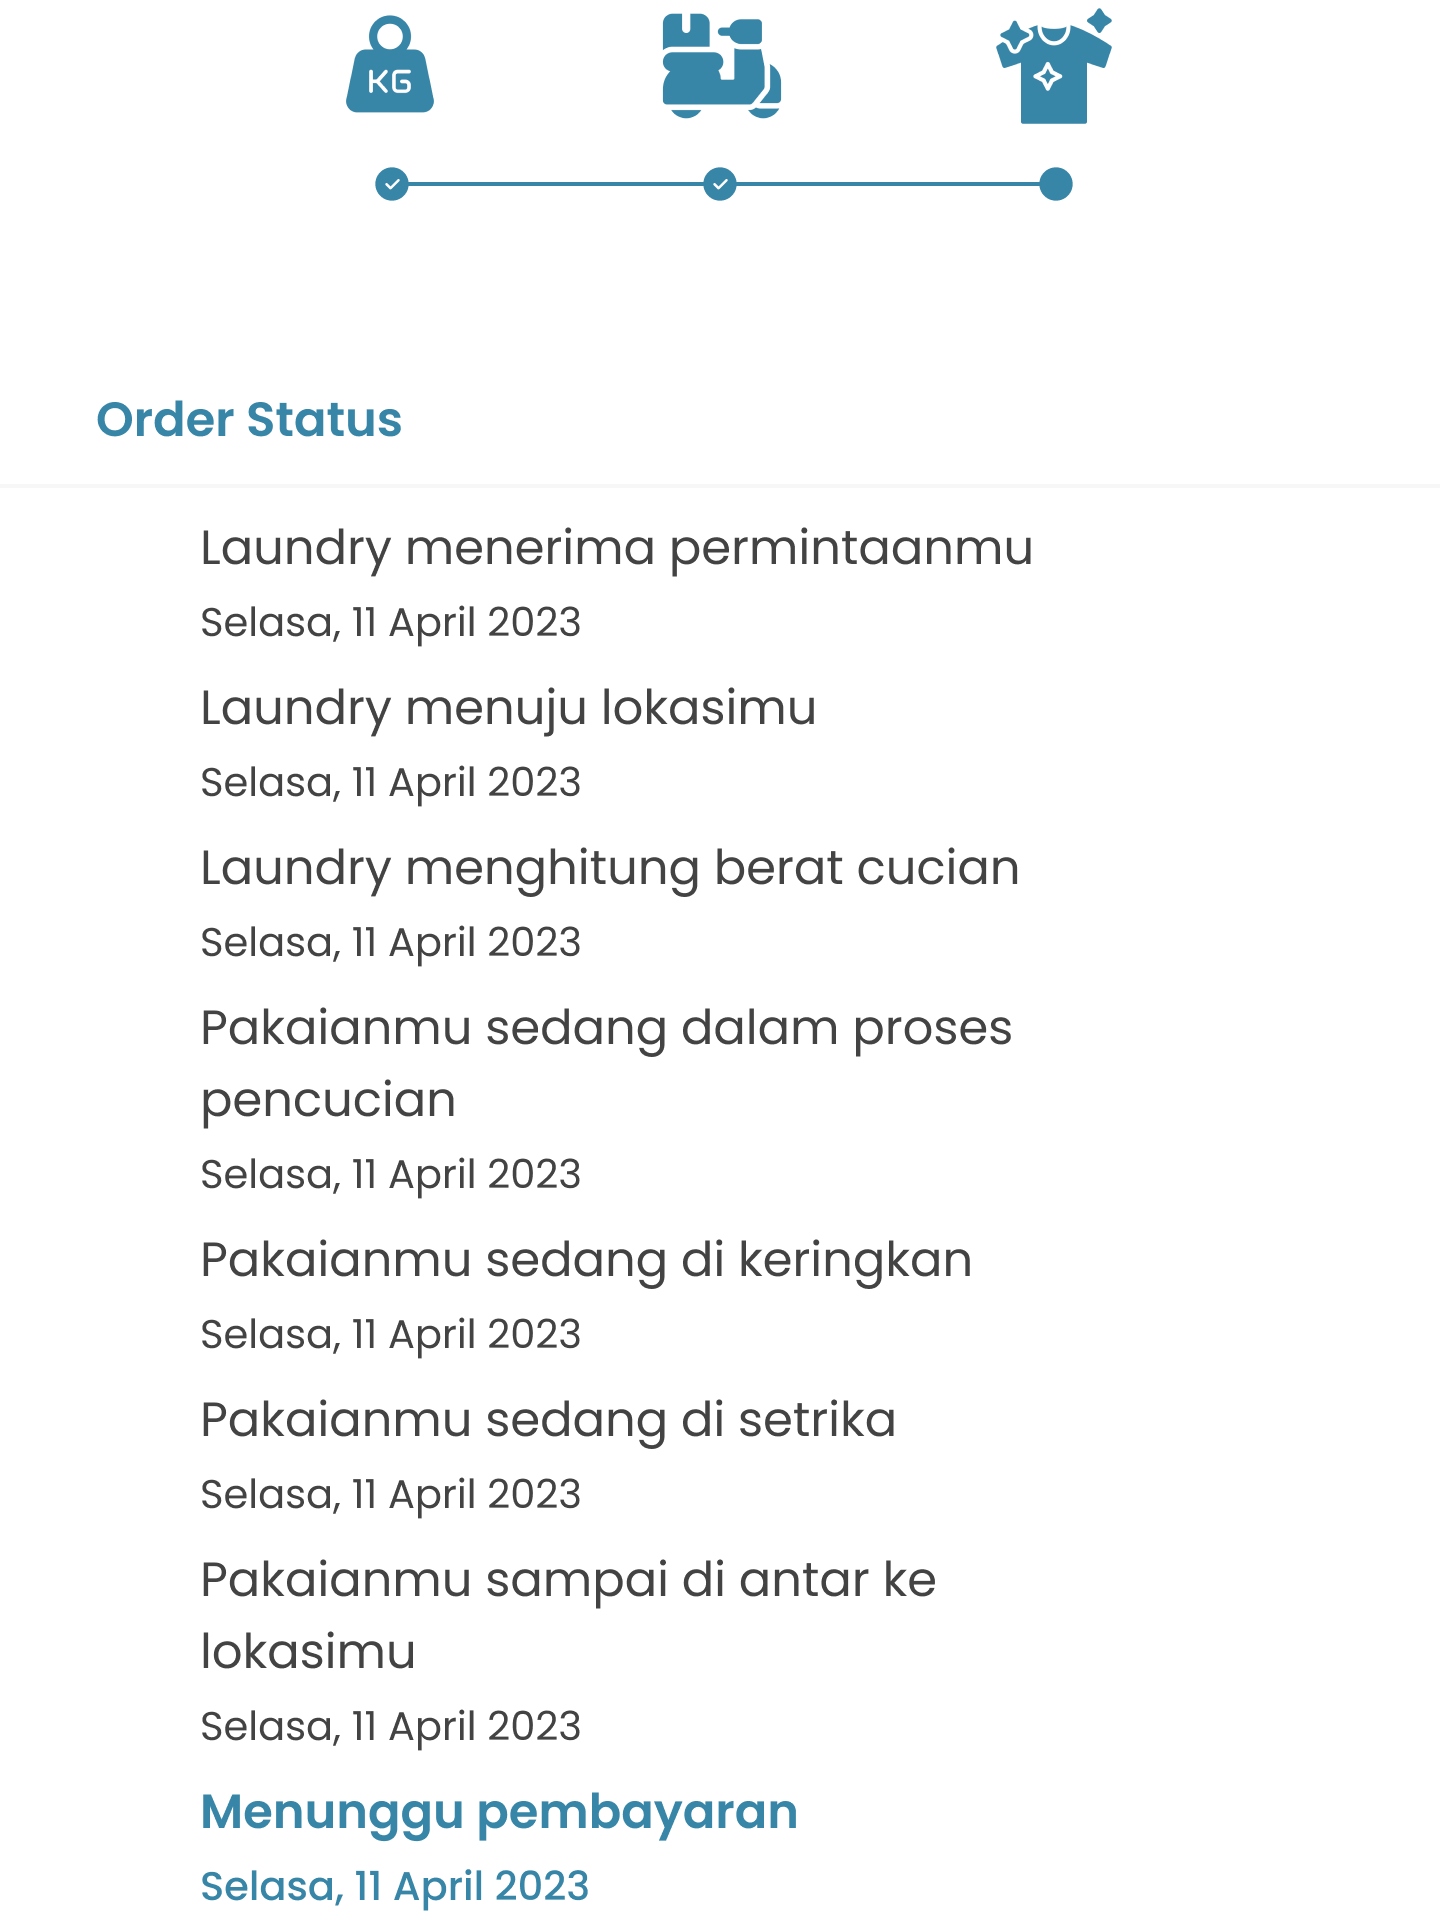 KG
Order Status
Laundry menerima permintaanmu
Selasa, 11 April 2023
Laundry menuju lokasimu
Selasa, 11 April 2023
Laundry menghitung berat cucian
Selasa, 11 April 2023
Pakaianmu sedang dalam proses
pencucian
Selasa, 11 April 2023
Pakaianmu sedang di keringkan
Selasa, 11 April 2023
Pakaianmu sedang di setrika
Selasa, 11 April 2023
Pakaianmu sampai di antar ke
lokasimu
Selasa, 11 April 2023
Menunggu pembayaran
Selasa, 11 April 2023